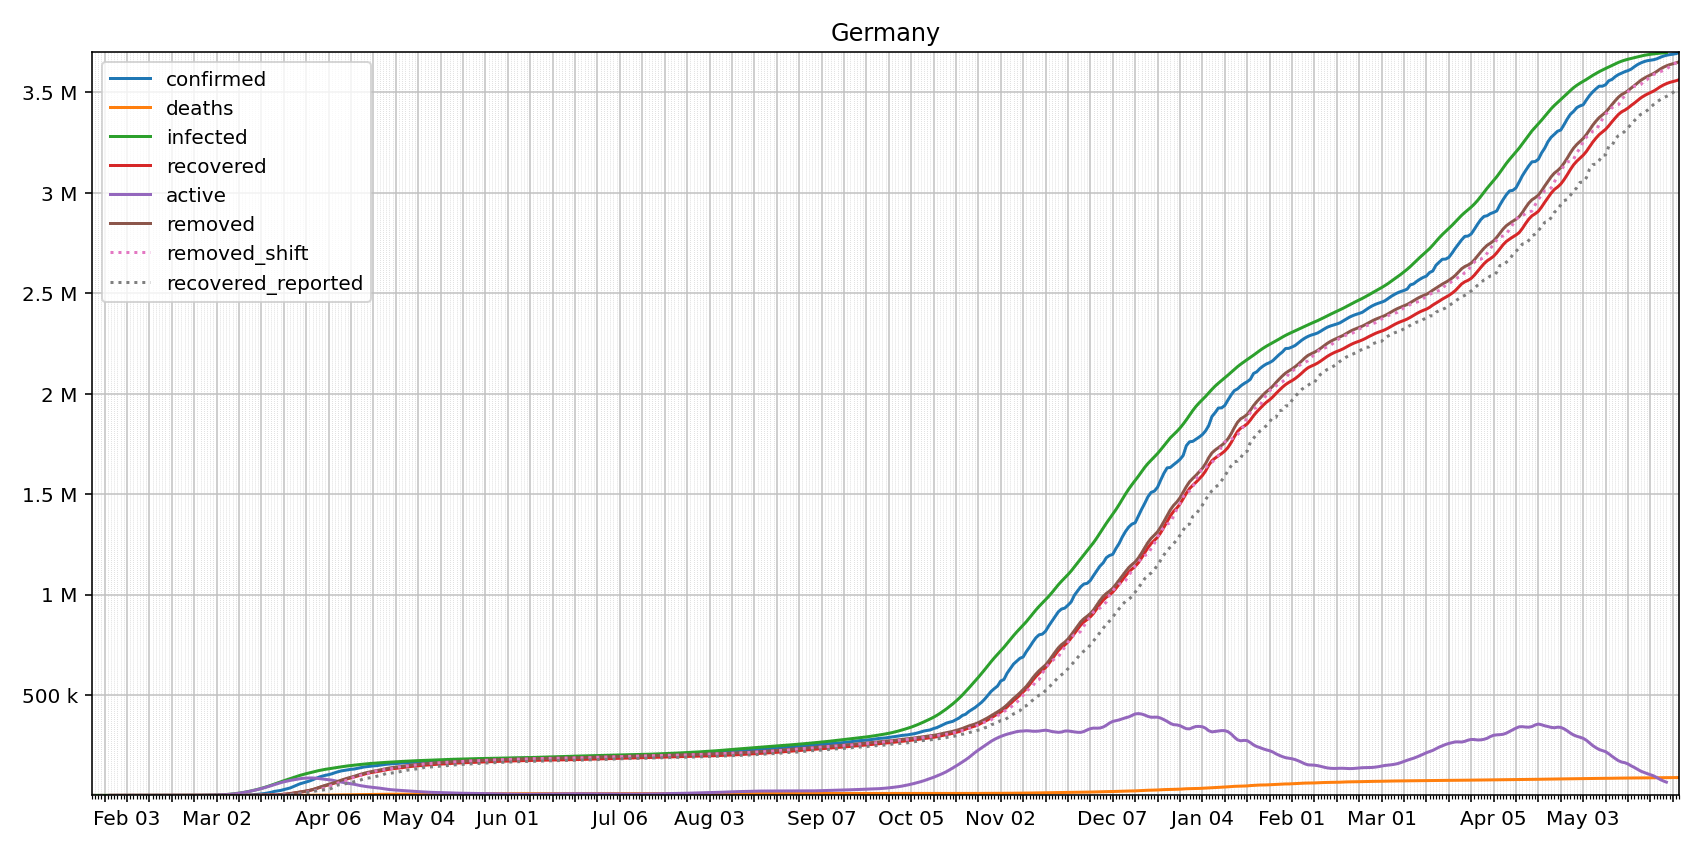 Germany
confirmed
deaths
infected
recovered
active
removed
removed_shift
recovered_reported
3.5 M
3 M
2.5 M
2 M
1.5 M
1 M
500 k
Feb 03 Mar 02 Apr 06 May 04 Jun 01 Jul 06 Aug 03 Sep 07 Oct 05 Nov 02 Dec 07 Jan 04 Feb 01 Mar 01 Apr 05 May 03